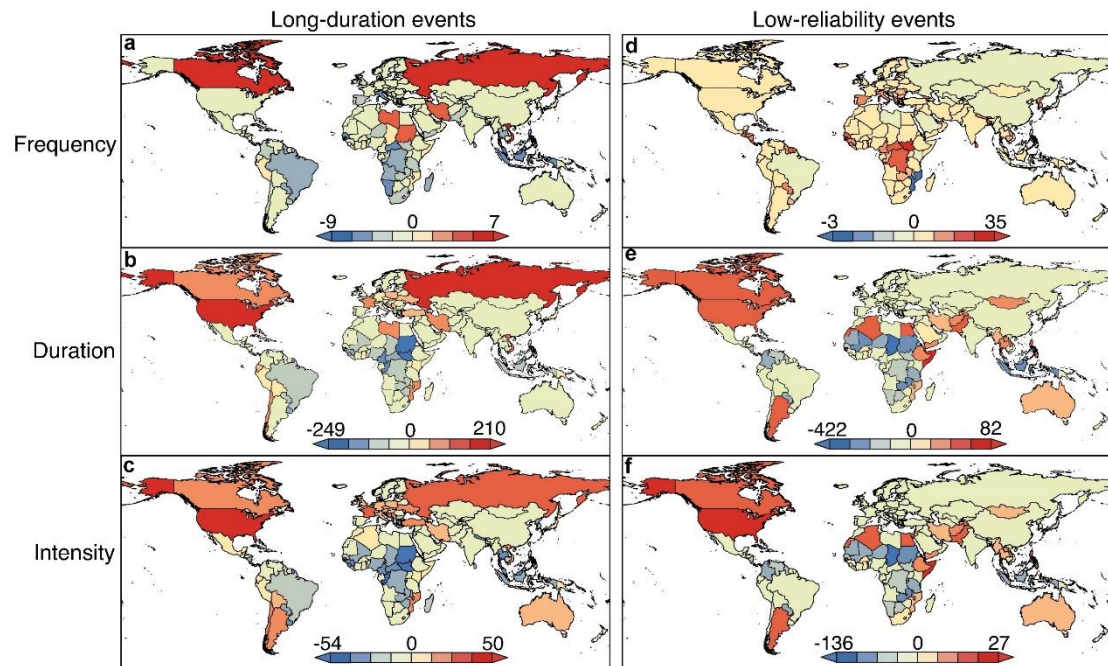 Long-duration events Low-reliability events
a d
Frequency
-9 0 7 -3 0 35
b e
Duration
-249 0 210 -422 0 82
c f
Intensity
-54 0 50 -136 0 27